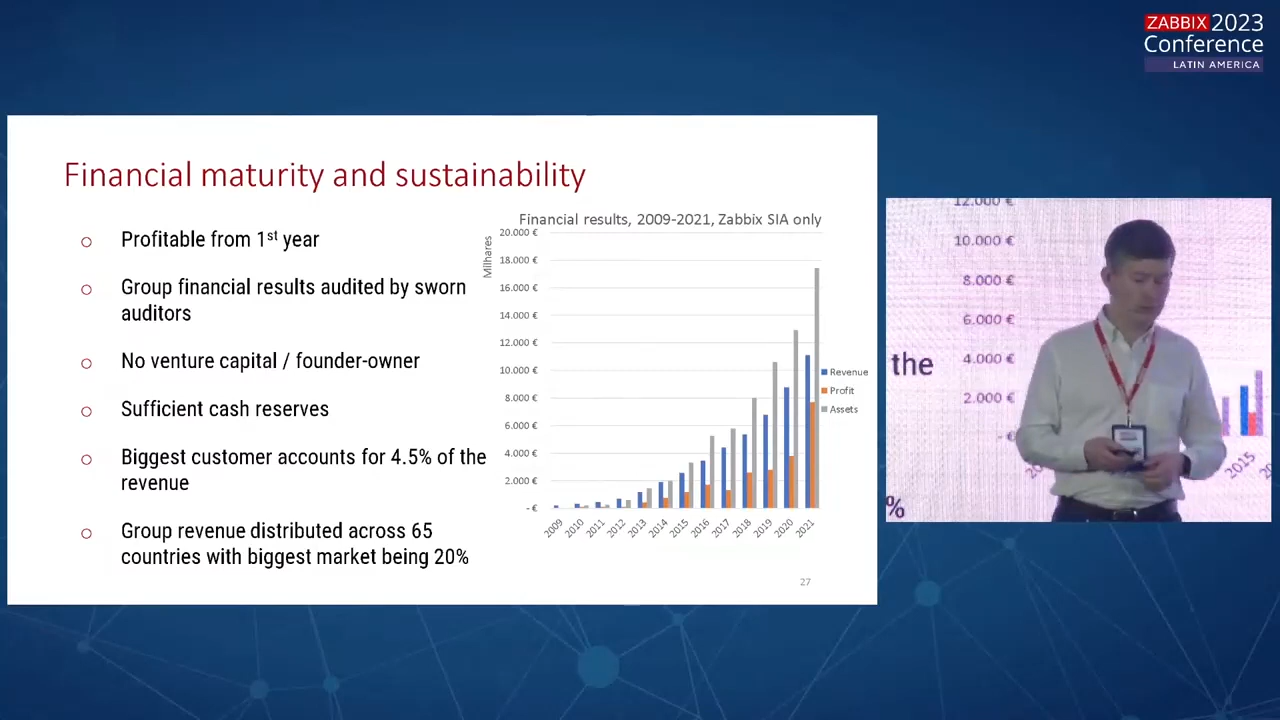 ZABBIX 2023
Conference
LATIN AMERICA
Financial maturity and sustainability
○ Profitable from 1st year
○ Group financial results audited by sworn
auditors
○ No venture capital / founder-owner
○ Sufficient cash reserves
○ Biggest customer accounts for 4.5% of the
revenue
○ Group revenue distributed across 65
countries with biggest market being 20%
Financial results, 2009-2021, Zabbix SIA only
Milhares
20.000 €
18.000 €
16.000 €
14.000 €
12.000 €
10.000 €
8.000 €
6.000 €
4.000 €
2.000 €
- €
2009
2010
2011
2012
2013
2014
2015
2016
2017
2018
2019
2020
2021
Revenue
Profit
Assets
27
12.000 €
10.000 €
8.000 €
6.000 €
4.000 €
2.000 €
- €
the
%
2015